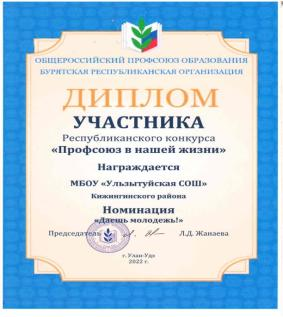 ОБЩЕРОССИЙСКИЙ ПРОФСОЮЗ ОБРАЗОВАНИЯ
БУРЯТСКАЯ РЕСПУБЛИКАНСКАЯ ОРГАНИЗАЦИЯ
ДИПЛОМ
УЧАСТНИКА
Республиканского конкурса
«Профсоюз в нашей жизни»
Награждается
МБОУ «Ульзытуйская СОШ»
Кижингинского района
Номинация
«Даешь молодежь!»
Председатель Л.Д. Жанаева
г. Улан-Удэ
2022 г.